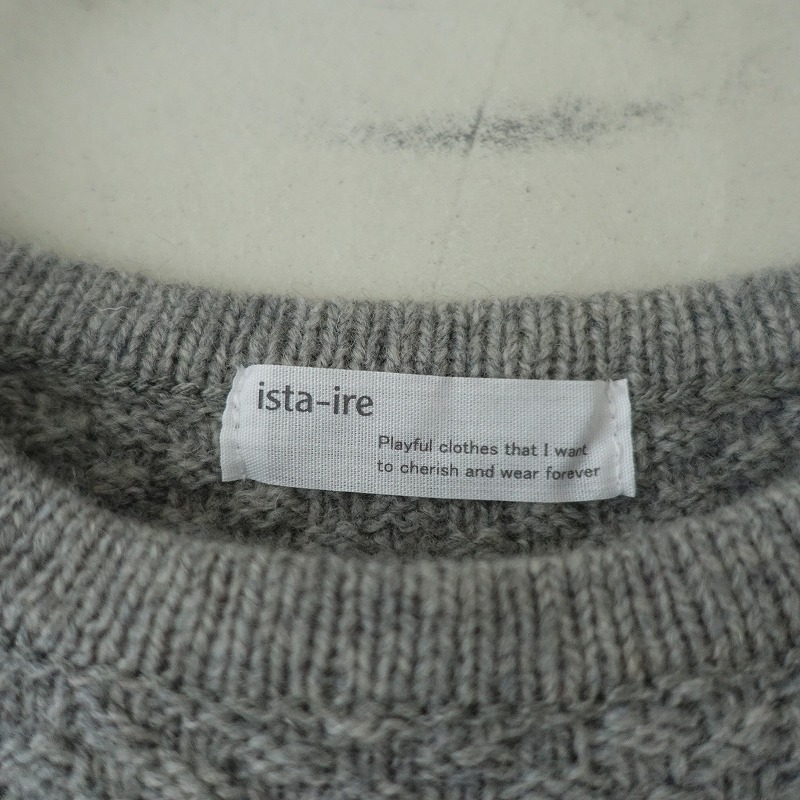 ista-ire
Playful clothes that I want
to cherish and wear forever